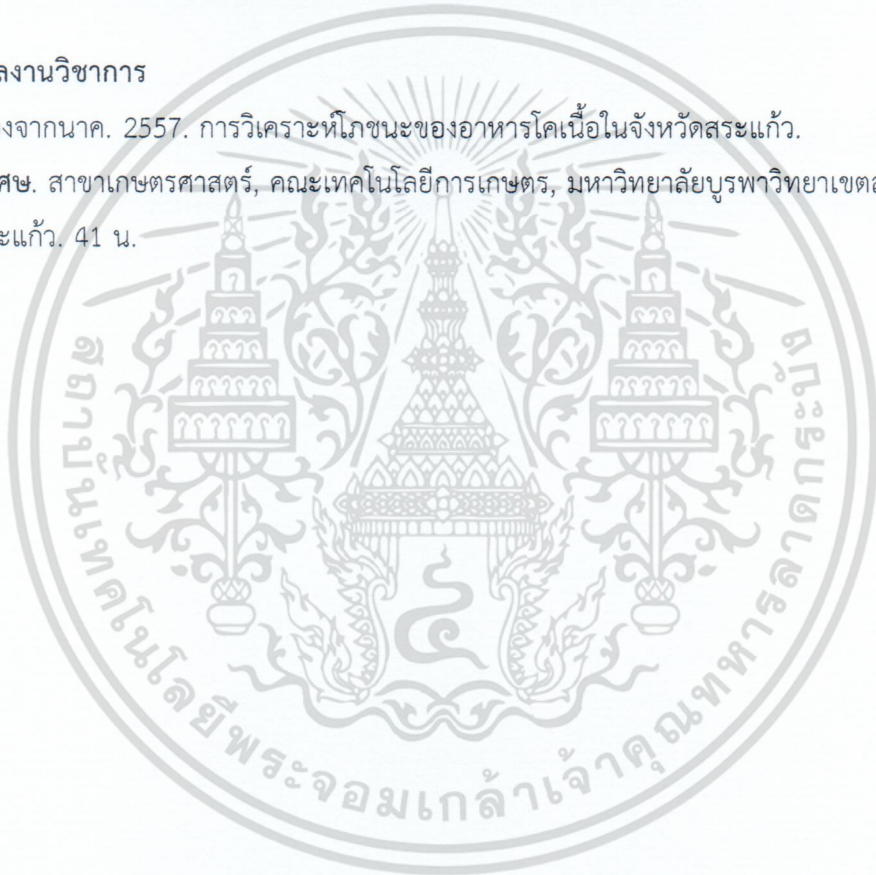 ลงานวิชาการ
งจากนาค. 2557. การวิเคราะห์โภชนะของอาหารโคเนื้อในจังหวัดสระแก้ว.
ศษ. สาขาเกษตรศาสตร์, คณะเทคโนโลยีการเกษตร, มหาวิทยาลัยบูรพาวิทยาเขตส
ะแก้ว. 41 น.
สถาบันเทคโนโลยีพระจอมเกล้าเจ้าคุณทหารลาดกระบัง